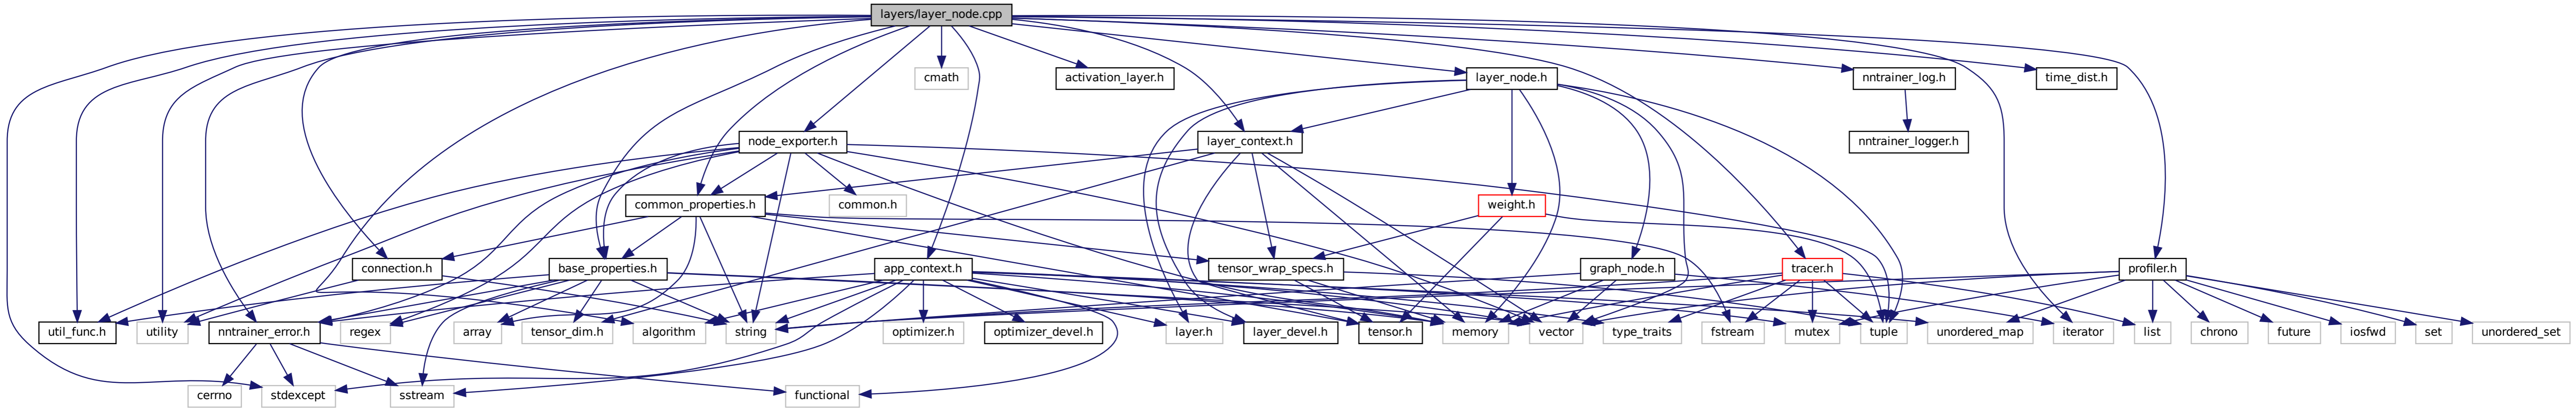 layers/layer_node.cpp
cmath
activation_layer.h
layer_node.h
nntrainer_log.h
time_dist.h
node_exporter.h
layer_context.h
nntrainer_logger.h
common_properties.h
common.h
weight.h
connection.h
base_properties.h
app_context.h
tensor_wrap_specs.h
graph_node.h
tracer.h
profiler.h
util_func.h
utility
nntrainer_error.h
regex
array
tensor_dim.h
algorithm
string
optimizer.h
optimizer_devel.h
layer.h
layer_devel.h
tensor.h
memory
vector
type_traits
fstream
mutex
tuple
unordered_map
iterator
list
chrono
future
iosfwd
set
unordered_set
cerrno
stdexcept
sstream
functional